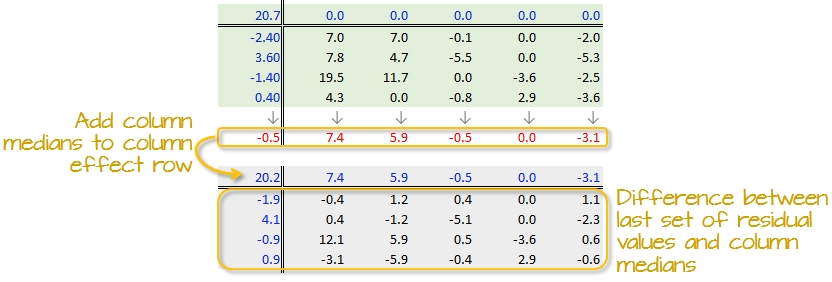 20.7 0.0 0.0 0.0 0.0 0.0
-2.40 7.0 7.0 -0.1 0.0 -2.0
3.60 7.8 4.7 -5.5 0.0 -5.3
-1.40 19.5 11.7 0.0 -3.6 -2.5
0.40 4.3 0.0 -0.8 2.9 -3.6
Add column
medians to column
effect row
-0.5 7.4 5.9 -0.5 0.0 -3.1
20.2 7.4 5.9 -0.5 0.0 -3.1
-1.9 -0.4 1.2 0.4 0.0 1.1
4.1 0.4 -1.2 -5.1 0.0 -2.3
-0.9 12.1 5.9 0.5 -3.6 0.6
0.9 -3.1 -5.9 -0.4 2.9 -0.6
Difference between
last set of residual
values and column
medians